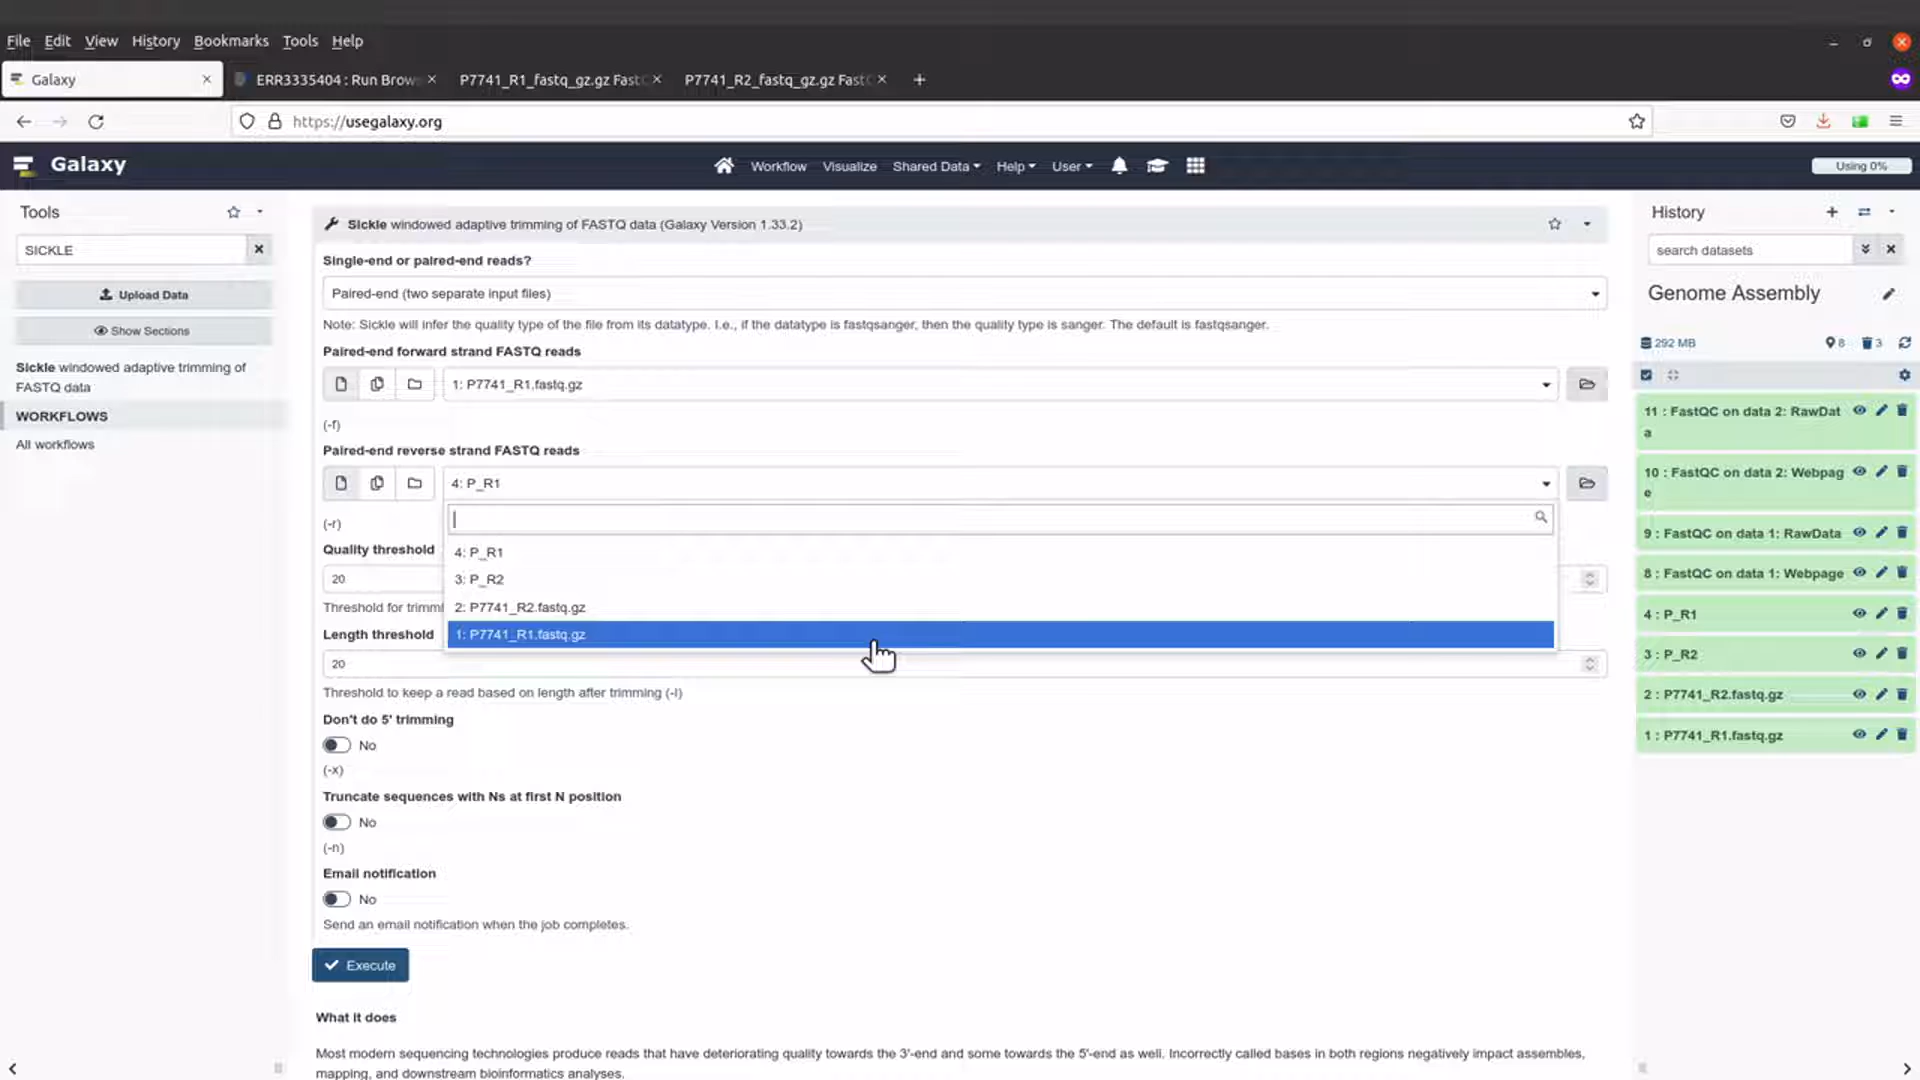 File Edit View History Bookmarks Tools Help
Galaxy
ERR3335404 : Run Brow
P7741_R1_fastq_gz.gz Fast
P7741_R2_fastq_gz.gz Fast
https://usegalaxy.org
Galaxy
Workflow Visualize Shared Data Help User
Using 0%
Tools
SICKLE
Upload Data
Show Sections
Sickle windowed adaptive trimming of
FASTQ data
WORKFLOWS
All workflows
Sickle windowed adaptive trimming of FASTQ data (Galaxy Version 1.33.2)
Single-end or paired-end reads?
Paired-end (two separate input files)
Note: Sickle will infer the quality type of the file from its datatype. I.e., if the datatype is fastqsanger, then the quality type is sanger. The default is fastqsanger.
Paired-end forward strand FASTQ reads
1: P7741_R1.fastq.gz
(-f)
Paired-end reverse strand FASTQ reads
4: P_R1
(-r)
4: P_R1
3: P_R2
2: P7741_R2.fastq.gz
1: P7741_R1.fastq.gz
Quality threshold
20
Threshold for trimmi
Length threshold
20
Threshold to keep a read based on length after trimming (-l)
Don't do 5' trimming
No
(-x)
Truncate sequences with Ns at first N position
No
(-n)
Email notification
No
Send an email notification when the job completes.
Execute
What it does
Most modern sequencing technologies produce reads that have deteriorating quality towards the 3'-end and some towards the 5'-end as well. Incorrectly called bases in both regions negatively impact assembles,
mapping, and downstream bioinformatics analyses.
History
search datasets
Genome Assembly
292 MB
8
3
11 : FastQC on data 2: RawDat
a
10 : FastQC on data 2: Webpag
e
9 : FastQC on data 1: RawData
8 : FastQC on data 1: Webpage
4 : P_R1
3 : P_R2
2 : P7741_R2.fastq.gz
1 : P7741_R1.fastq.gz